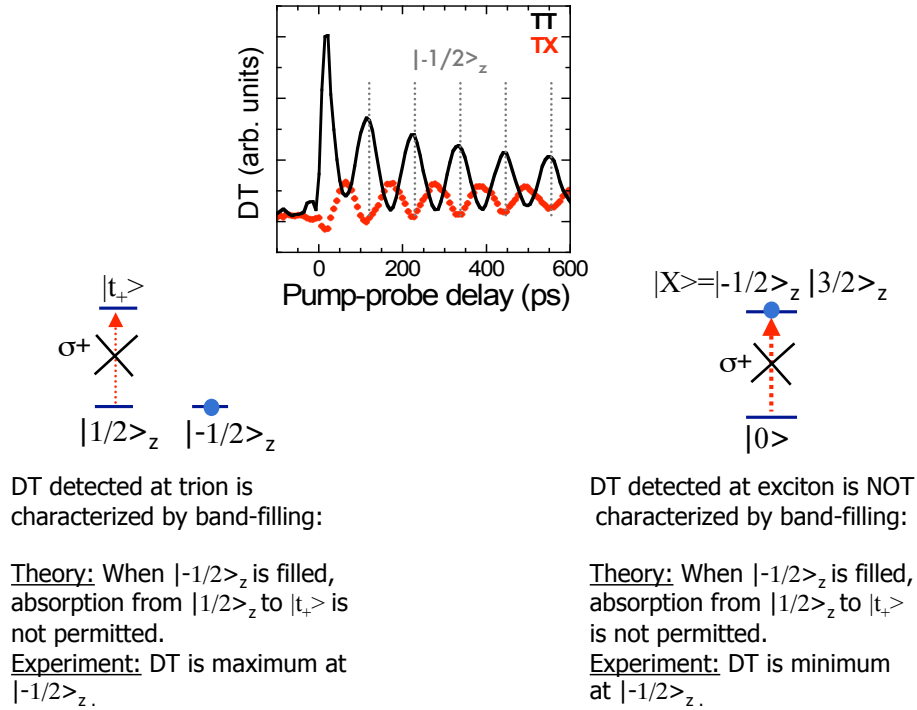 TT
TX
|-1/2>z
DT (arb. units)
0 200 400 600
Pump-probe delay (ps)
|t+>
σ+
|1/2>z |-1/2>z
DT detected at trion is
characterized by band-filling:
Theory: When |-1/2>z is filled,
absorption from |1/2>z to |t+> is
not permitted.
Experiment: DT is maximum at
|-1/2>z .
|X>=|-1/2>z |3/2>z
σ+
|0>
DT detected at exciton is NOT
characterized by band-filling:
Theory: When |-1/2>z is filled,
absorption from |1/2>z to |t+>
is not permitted.
Experiment: DT is minimum
at |-1/2>z .